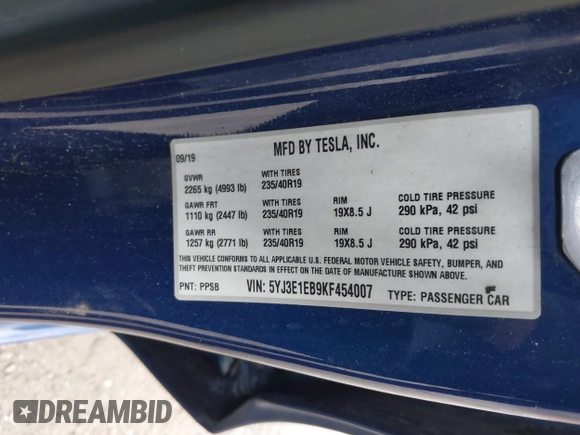 MFD BY TESLA, INC.
09/19
GVWR WITH TIRES
2265 kg (4993 lb) 235/40R19
GAWR FRT WITH TIRES RIM COLD TIRE PRESSURE
1110 kg (2447 lb) 235/40R19 19X8.5 J 290 kPa, 42 psi
GAWR RR WITH TIRES RIM COLD TIRE PRESSURE
1257 kg (2771 lb) 235/40R19 19X8.5 J 290 kPa, 42 psi
THIS VEHICLE CONFORMS TO ALL APPLICABLE U.S. FEDERAL MOTOR VEHICLE SAFETY, BUMPER, AND
THEFT PREVENTION STANDARDS IN EFFECT ON THE DATE OF MANUFACTURE SHOWN ABOVE.
PNT: PPSB VIN: 5YJ3E1EB9KF454007 TYPE: PASSENGER CAR
DREAMBID